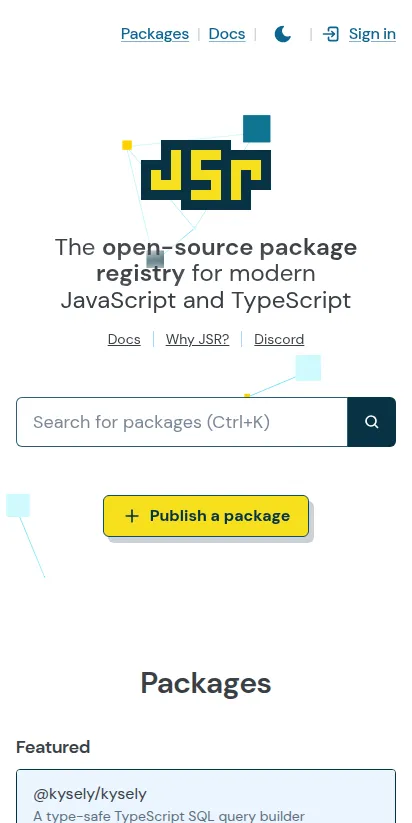 Packages | Docs | | Sign in
JSR
The open-source package
registry for modern
JavaScript and TypeScript
Docs | Why JSR? | Discord
Search for packages (Ctrl+K)
Publish a package
Packages
Featured
@kysely/kysely
A type-safe TypeScript SQL query builder